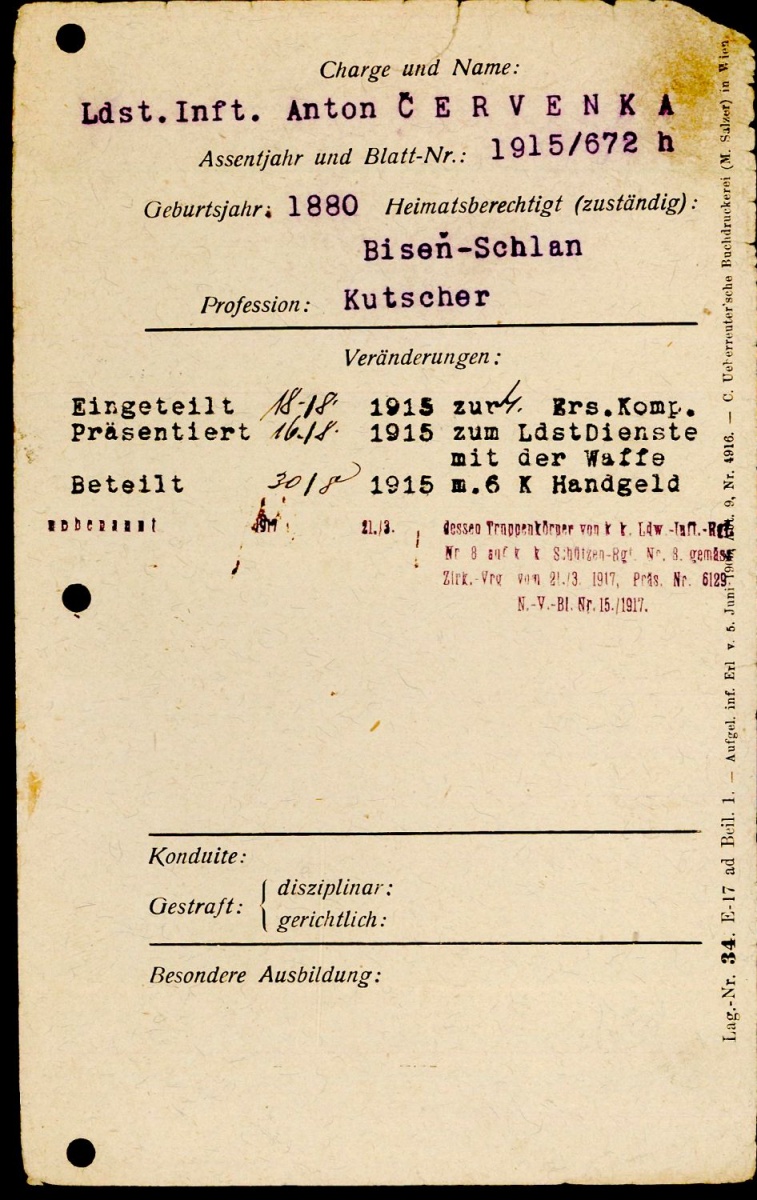 Charge und Name:
Ldst.Inft. Anton Č E R V E N K A
Assentjahr und Blatt-Nr.: 1915/672 h
Geburtsjahr: 1880 Heimatsberechtigt (zuständig):
Biseň-Schlan
Profession: Kutscher
Veränderungen:
Eingeteilt 18./8. 1915 zur 4. Ers.Komp.
Präsentiert 16./8. 1915 zum LdstDienste
mit der Waffe
Beteilt 30/8 1915 m.6 K Handgeld
1917 21./3. dessen Truppenkörper von k k. Ldw.-Inft.-Rgt
Nr 8 auf k k Schützen-Rgt. Nr. 8. gemäss
Zirk.-Vrg vom 21./3. 1917, Präs. Nr. 6129
N.-V.-Bl. Nr. 15./1917.
Konduite:
Gestraft: disziplinar:
gerichtlich:
Besondere Ausbildung:
Lag.-Nr. 34. E-17 ad Beil. 1. — Aufgel. inf. Erl v. 5. Juni 9, Nr. 4916. — C. Ueberreuter'sche Buchdruckerei (M. Salzer) in Wien